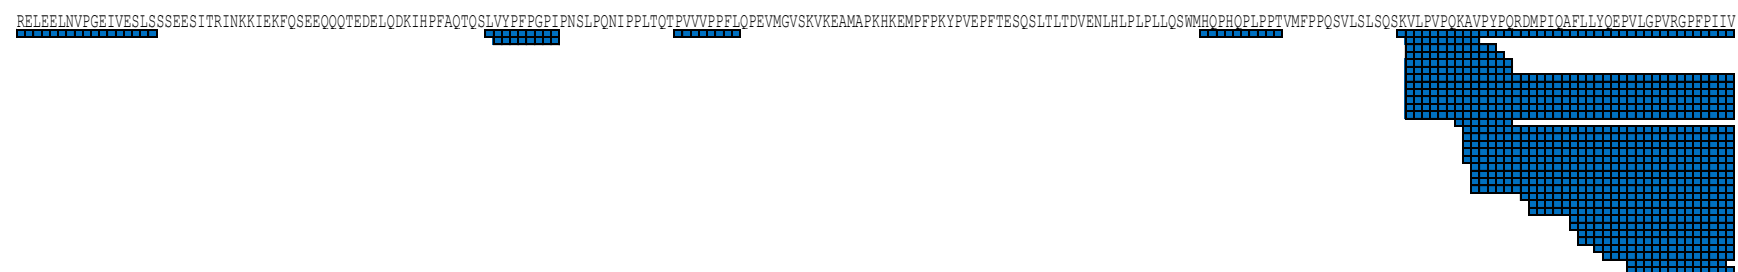 RELEELNVPGEIVESLSSSEESITRINKKIEKFQSEEQQQTEDELQDKIHPFAQTQSLVYPFPGPIPNSLPQNIPPLTQTPVVVPPFLQPEVMGVSKVKEAMAPKHKEMPFPKYPVEPFTESQSLTLTDVENLHLPLPLLQSWMHQPHQPLPPTVMFPPQSVLSLSQSKVLPVPQKAVPYPQRDMPIQAFLLYQEPVLGPVRGPFPIIV